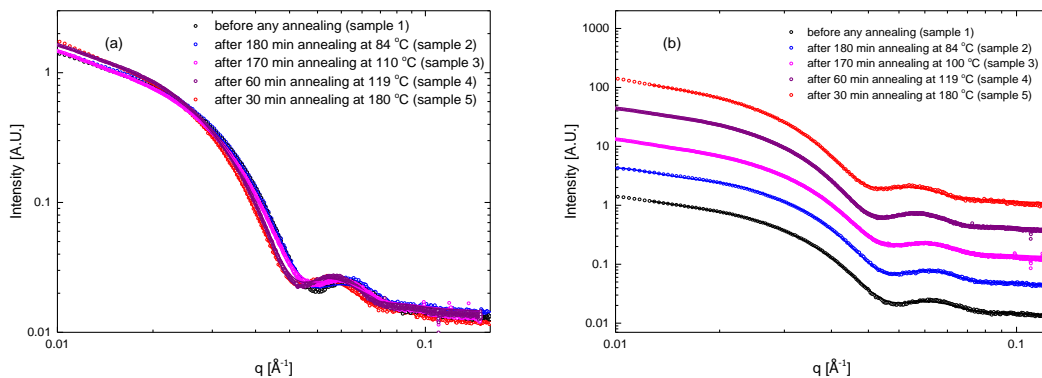 (a)
before any annealing (sample 1)
after 180 min annealing at 84 °C (sample 2)
after 170 min annealing at 110 °C (sample 3)
after 60 min annealing at 119 °C (sample 4)
after 30 min annealing at 180 °C (sample 5)
Intensity [A.U.]
1
0.1
0.01
0.01
0.1
q [Å⁻¹]
(b)
before any annealing (sample 1)
after 180 min annealing at 84 °C (sample 2)
after 170 min annealing at 100 °C (sample 3)
after 60 min annealing at 119 °C (sample 4)
after 30 min annealing at 180 °C (sample 5)
Intensity [A.U.]
1000
100
10
1
0.1
0.01
0.01
0.1
q [Å⁻¹]